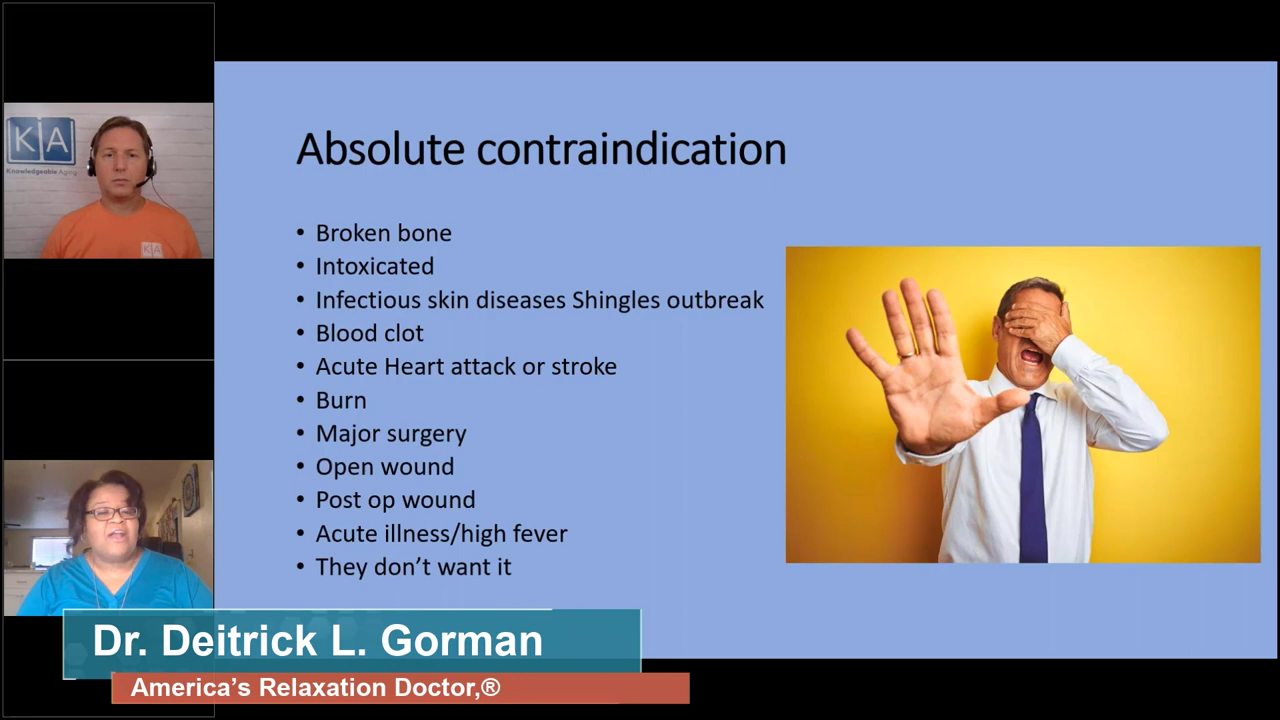 KA
Knowledgeable Aging
KA
Absolute contraindication
• Broken bone
• Intoxicated
• Infectious skin diseases Shingles outbreak
• Blood clot
• Acute Heart attack or stroke
• Burn
• Major surgery
• Open wound
• Post op wound
• Acute illness/high fever
• They don’t want it
Dr. Deitrick L. Gorman
America’s Relaxation Doctor,®